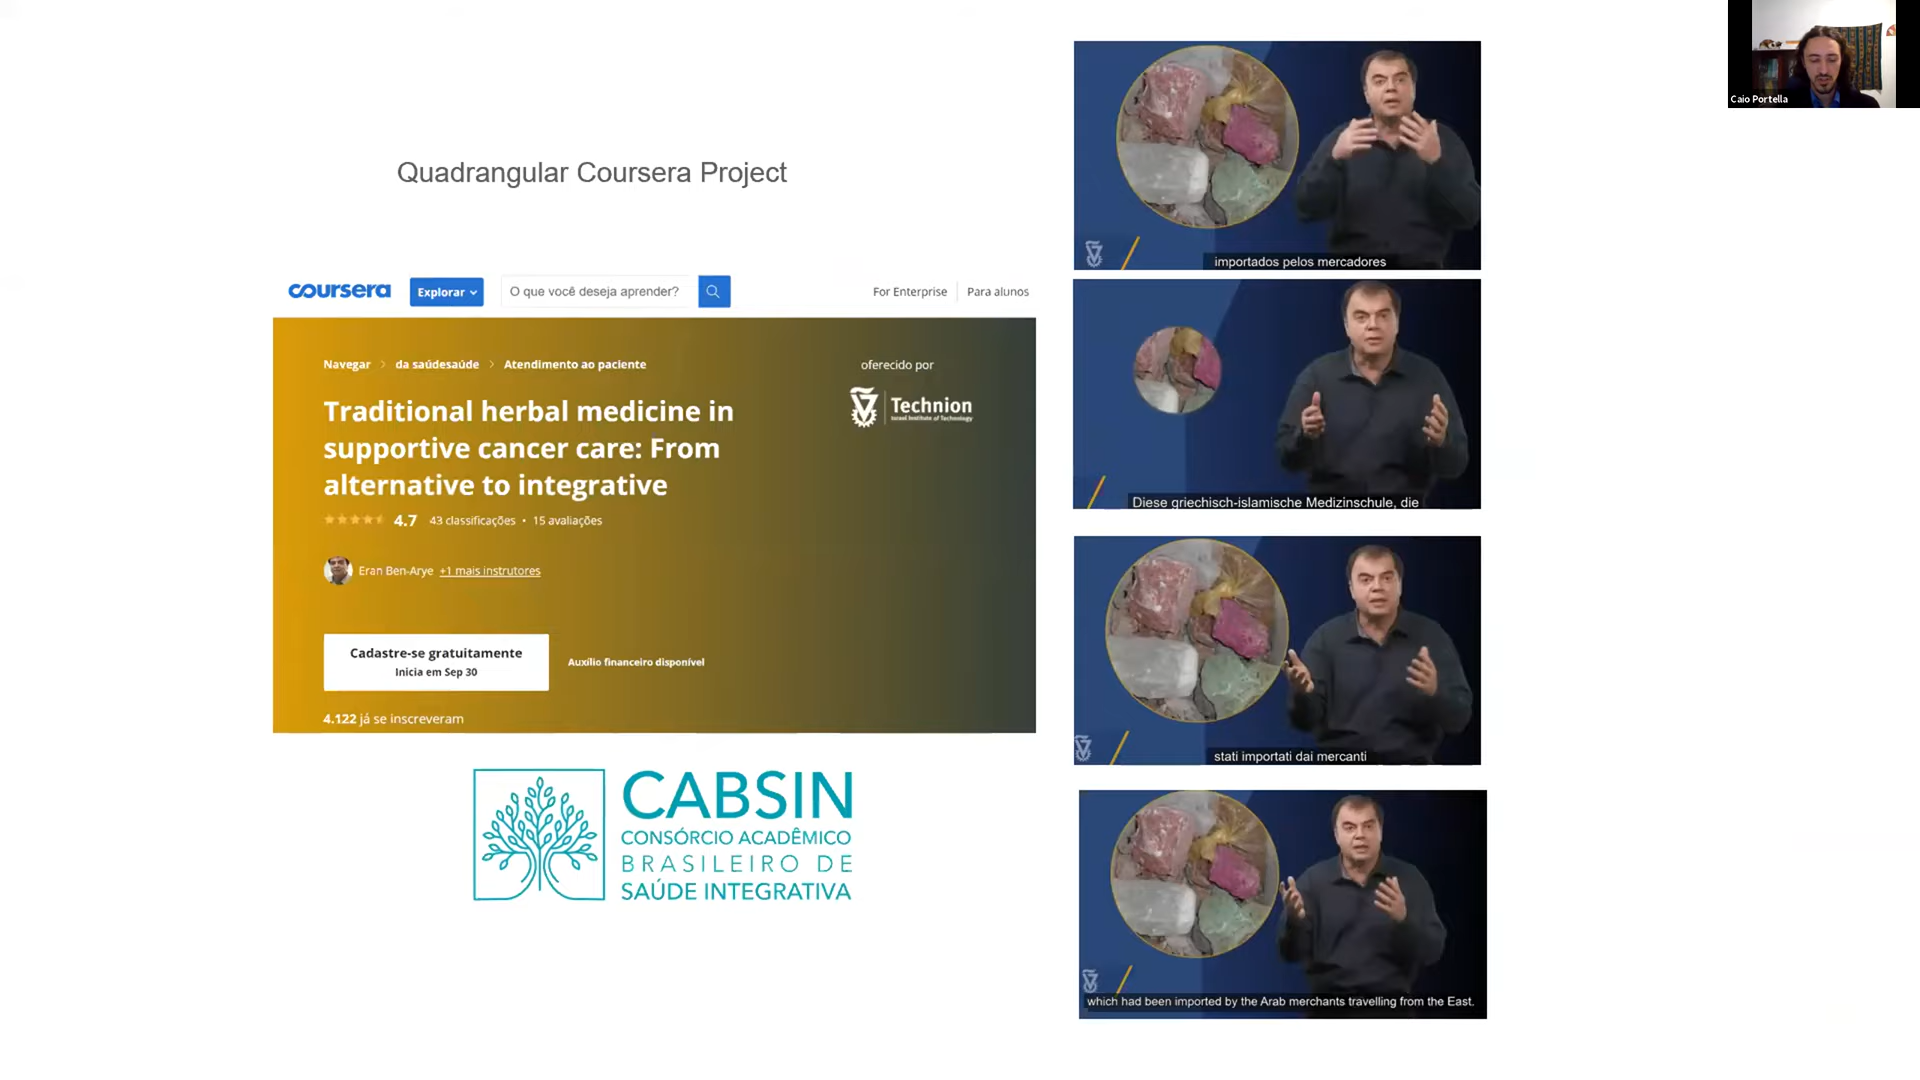 Caio Portella
Quadrangular Coursera Project
coursera
Explorar
O que você deseja aprender?
For Enterprise
Para alunos
Navegar > da saúdesaúde > Atendimento ao paciente
oferecido por
Technion
Israel Institute of Technology
Traditional herbal medicine in
supportive cancer care: From
alternative to integrative
4.7 43 classificações • 15 avaliações
Eran Ben-Arye +1 mais instrutores
Cadastre-se gratuitamente
Inicia em Sep 30
Auxílio financeiro disponível
4.122 já se inscreveram
CABSIN
CONSÓRCIO ACADÊMICO
BRASILEIRO DE
SAÚDE INTEGRATIVA
importados pelos mercadores
Diese griechisch-islamische Medizinschule, die
stati importati dai mercanti
which had been imported by the Arab merchants travelling from the East.